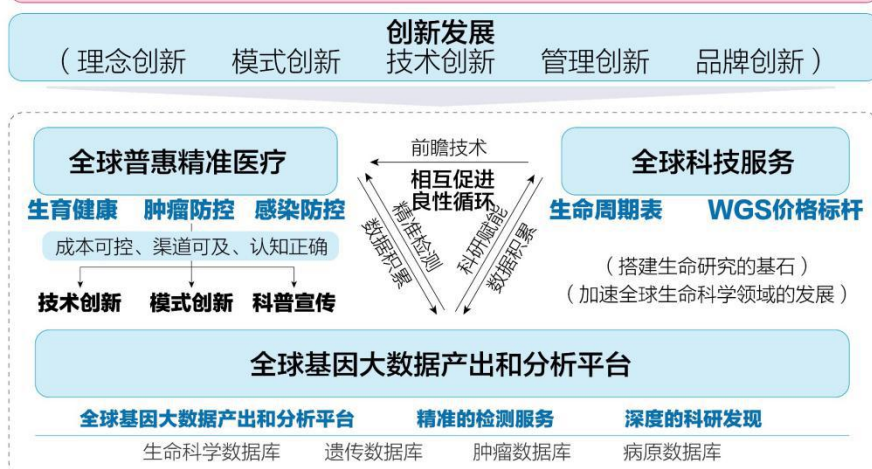 创新发展
（理念创新 模式创新 技术创新 管理创新 品牌创新）
全球普惠精准医疗
前瞻技术
全球科技服务
相互促进
良性循环
生育健康 肿瘤防控 感染防控
生命周期表 WGS价格标杆
精准检测
数据积累
科研赋能
数据积累
成本可控、渠道可及、认知正确
（搭建生命研究的基石）
（加速全球生命科学领域的发展）
技术创新 模式创新 科普宣传
全球基因大数据产出和分析平台
全球基因大数据产出和分析平台 精准的检测服务 深度的科研发现
生命科学数据库 遗传数据库 肿瘤数据库 病原数据库